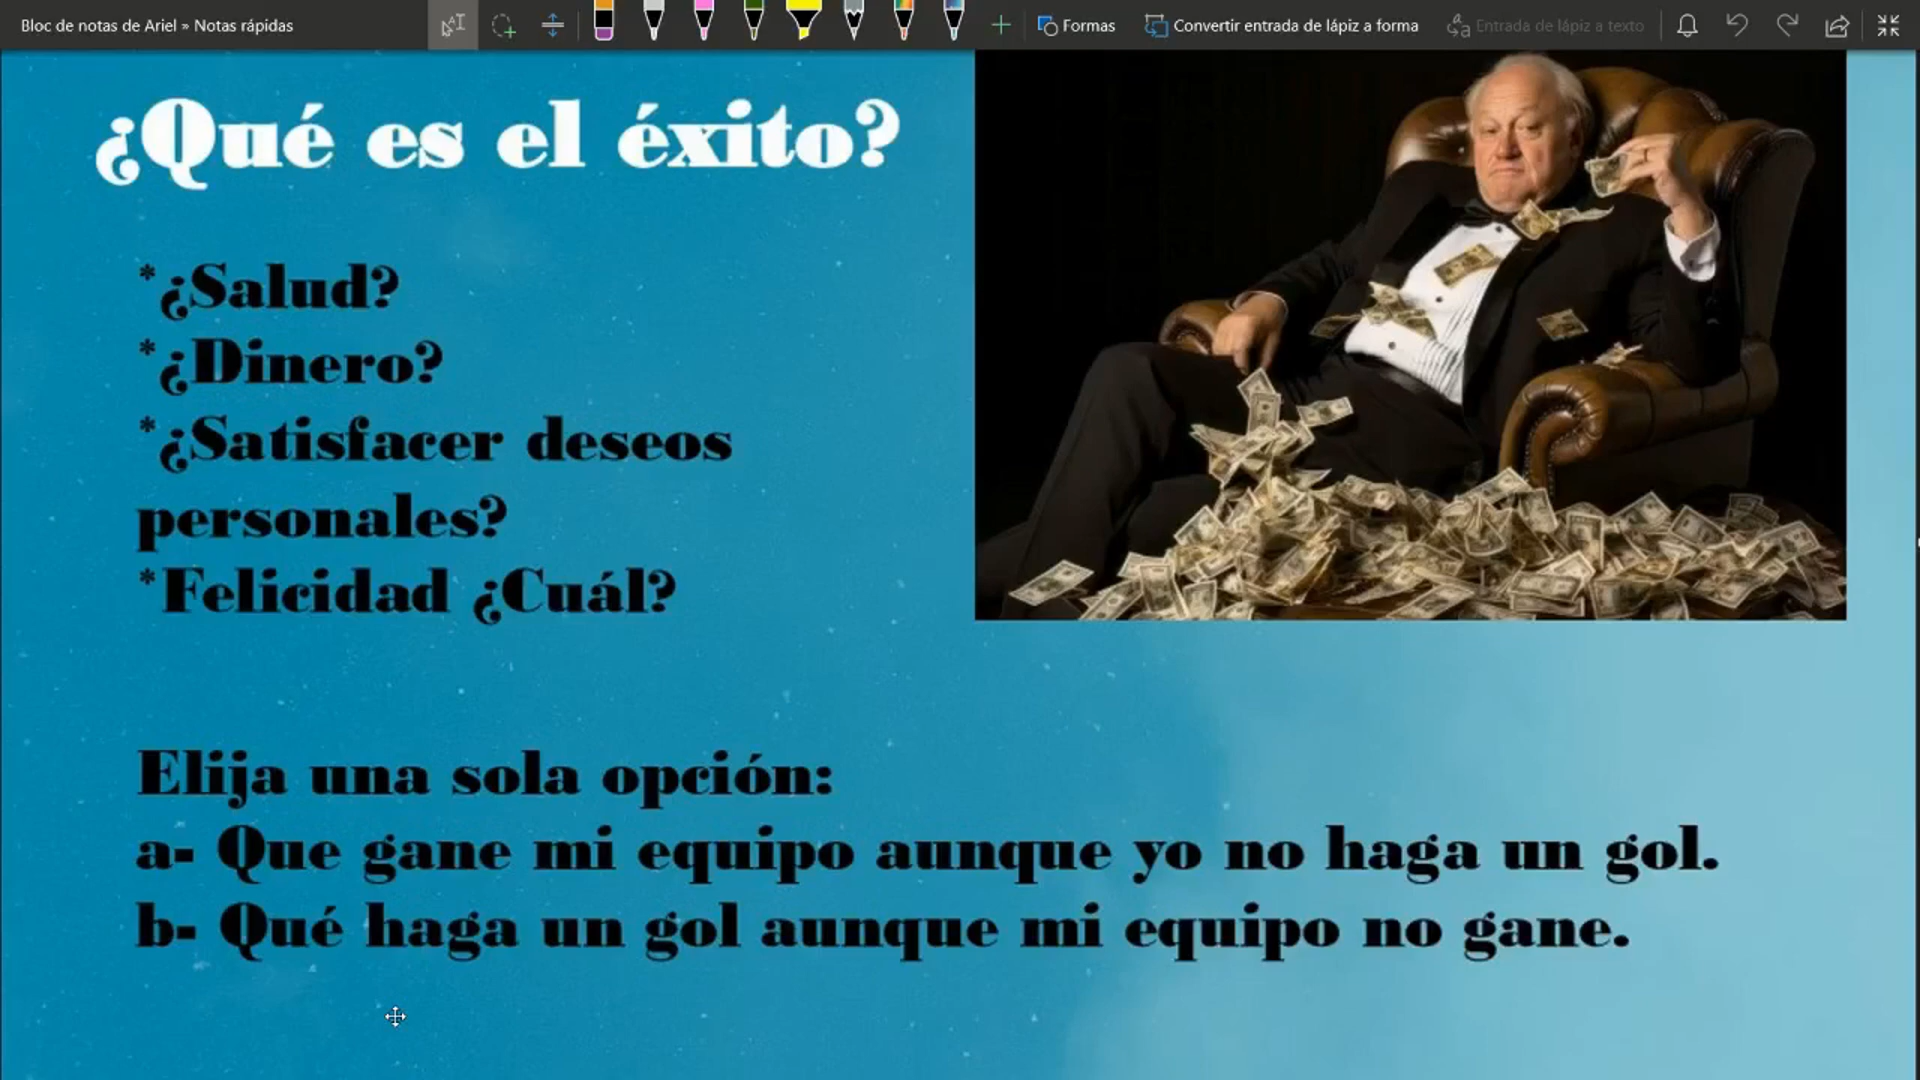 Bloc de notas de Ariel » Notas rápidas
Formas
Convertir entrada de lápiz a forma
Entrada de lápiz a texto
¿Qué es el éxito?
*¿Salud?
*¿Dinero?
*¿Satisfacer deseos
personales?
*Felicidad ¿Cuál?
Elija una sola opción:
a- Que gane mi equipo aunque yo no haga un gol.
b- Qué haga un gol aunque mi equipo no gane.